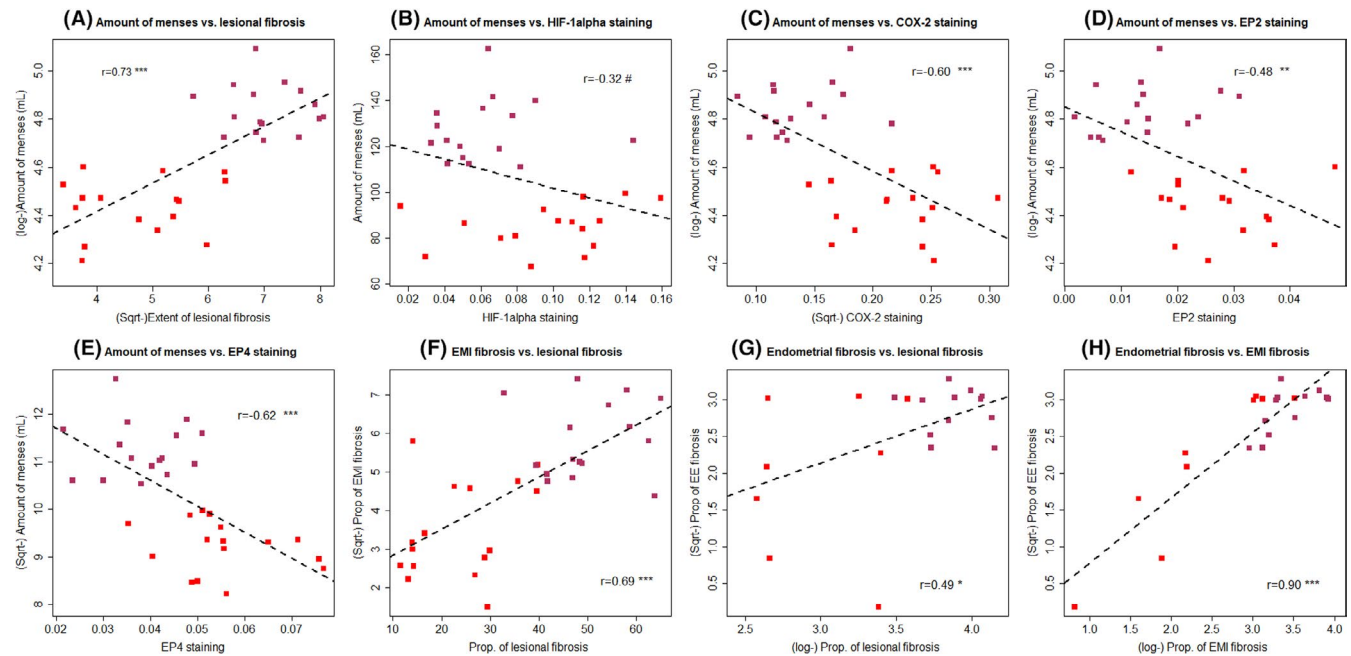 (A) Amount of menses vs. lesional fibrosis
r=0.73 ***
(log-)Amount of menses (mL)
4.2 4.4 4.6 4.8 5.0
4 5 6 7 8
(Sqrt-)Extent of lesional fibrosis
(B) Amount of menses vs. HIF-1alpha staining
r=-0.32 #
Amount of menses (mL)
60 80 100 120 140 160
0.02 0.04 0.06 0.08 0.10 0.12 0.14 0.16
HIF-1alpha staining
(C) Amount of menses vs. COX-2 staining
r=-0.60 ***
(log-) Amount of menses (mL)
4.2 4.4 4.6 4.8 5.0
0.10 0.15 0.20 0.25 0.30
(Sqrt-) COX-2 staining
(D) Amount of menses vs. EP2 staining
r=-0.48 **
(log-) Amount of menses (mL)
4.2 4.4 4.6 4.8 5.0
0.00 0.01 0.02 0.03 0.04
EP2 staining
(E) Amount of menses vs. EP4 staining
r=-0.62 ***
(Sqrt-) Amount of menses (mL)
8 9 10 11 12
0.02 0.03 0.04 0.05 0.06 0.07
EP4 staining
(F) EMI fibrosis vs. lesional fibrosis
r=0.69 ***
(Sqrt-) Prop of EMI fibrosis
2 3 4 5 6 7
10 20 30 40 50 60
Prop. of lesional fibrosis
(G) Endometrial fibrosis vs. lesional fibrosis
r=0.49 *
(Sqrt-) Prop of EE fibrosis
0.5 1.0 1.5 2.0 2.5 3.0
2.5 3.0 3.5 4.0
(log-) Prop. of lesional fibrosis
(H) Endometrial fibrosis vs. EMI fibrosis
r=0.90 ***
(Sqrt-) Prop of EE fibrosis
0.5 1.0 1.5 2.0 2.5 3.0
1.0 1.5 2.0 2.5 3.0 3.5 4.0
(log-) Prop. of EMI fibrosis